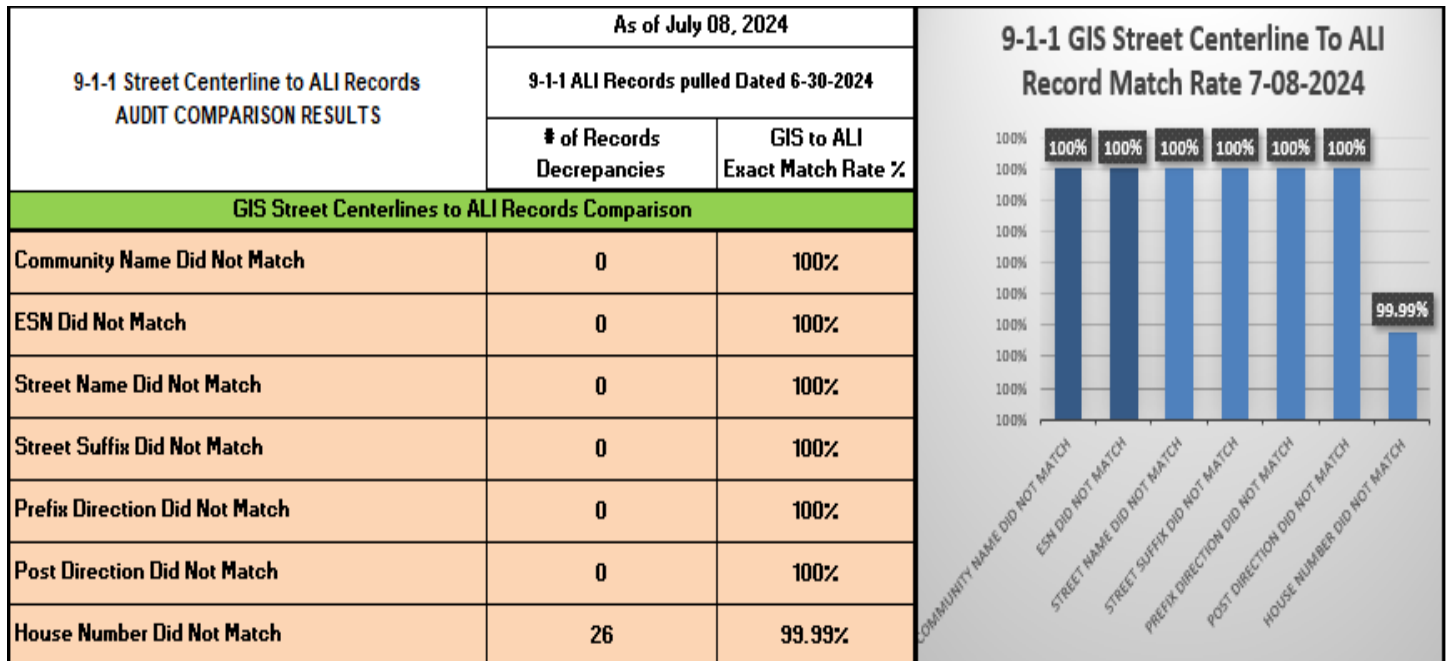 9-1-1 Street Centerline to ALI Records
AUDIT COMPARISON RESULTS
As of July 08, 2024
9-1-1 ALI Records pulled Dated 6-30-2024
# of Records
Decrepancies
GIS to ALI
Exact Match Rate %
GIS Street Centerlines to ALI Records Comparison
Community Name Did Not Match 0 100%
ESN Did Not Match 0 100%
Street Name Did Not Match 0 100%
Street Suffix Did Not Match 0 100%
Prefix Direction Did Not Match 0 100%
Post Direction Did Not Match 0 100%
House Number Did Not Match 26 99.99%
9-1-1 GIS Street Centerline To ALI
Record Match Rate 7-08-2024
100%
100%
100%
100%
100%
100%
100%
100%
100%
100%
100% 100% 100% 100% 100% 100%
99.99%
COMMUNITY NAME DID NOT MATCH
ESN DID NOT MATCH
STREET NAME DID NOT MATCH
STREET SUFFIX DID NOT MATCH
PREFIX DIRECTION DID NOT MATCH
POST DIRECTION DID NOT MATCH
HOUSE NUMBER DID NOT MATCH